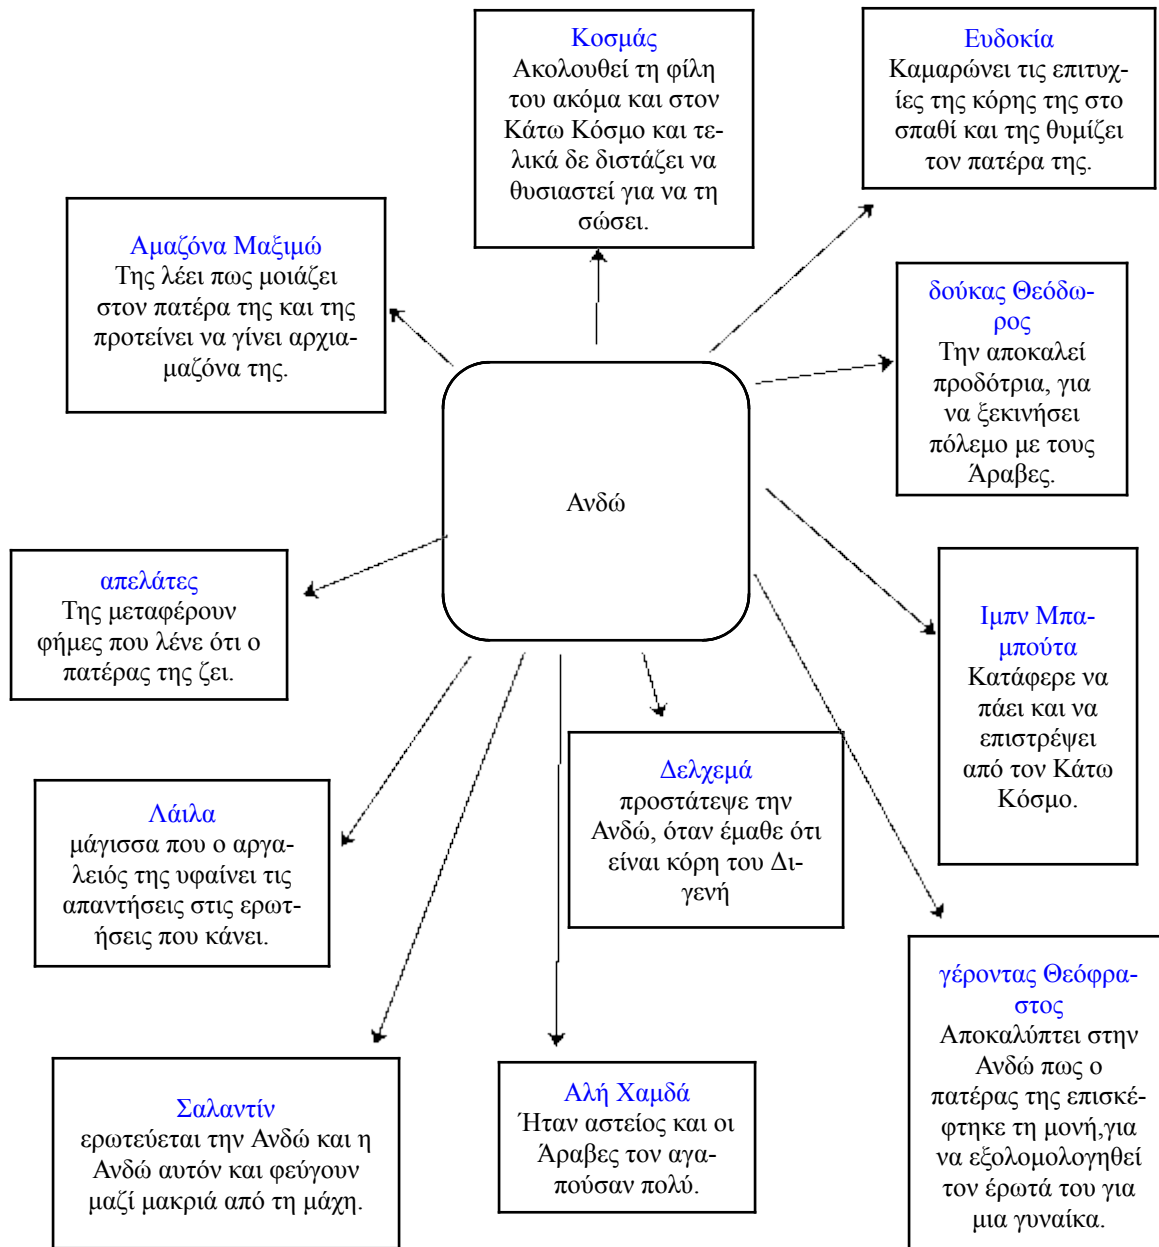 Κοσμάς
Ακολουθεί τη φίλη
του ακόμα και στον
Κάτω Κόσμο και τε-
λικά δε διστάζει να
θυσιαστεί για να τη
σώσει.
Ευδοκία
Καμαρώνει τις επιτυχ-
ίες της κόρης της στο
σπαθί και της θυμίζει
τον πατέρα της.
Αμαζόνα Μαξιμώ
Της λέει πως μοιάζει
στον πατέρα της και της
προτείνει να γίνει αρχια-
μαζόνα της.
δούκας Θεόδω-
ρος
Την αποκαλεί
προδότρια, για
να ξεκινήσει
πόλεμο με τους
Άραβες.
Ανδώ
απελάτες
Της μεταφέρουν
φήμες που λένε ότι ο
πατέρας της ζει.
Ιμπν Μπα-
μπούτα
Κατάφερε να
πάει και να
επιστρέψει
από τον Κάτω
Κόσμο.
Δελχεμά
προστάτεψε την
Ανδώ, όταν έμαθε ότι
είναι κόρη του Δι-
γενή
Λάιλα
μάγισσα που ο αργα-
λειός της υφαίνει τις
απαντήσεις στις ερωτ-
ήσεις που κάνει.
γέροντας Θεόφρα-
στος
Αποκαλύπτει στην
Ανδώ πως ο
πατέρας της επισκέ-
φτηκε τη μονή,για
να εξολομολογηθεί
τον έρωτά του για
μια γυναίκα.
Σαλαντίν
ερωτεύεται την Ανδώ και η
Ανδώ αυτόν και φεύγουν
μαζί μακριά από τη μάχη.
Αλή Χαμδά
Ήταν αστείος και οι
Άραβες τον αγα-
πούσαν πολύ.